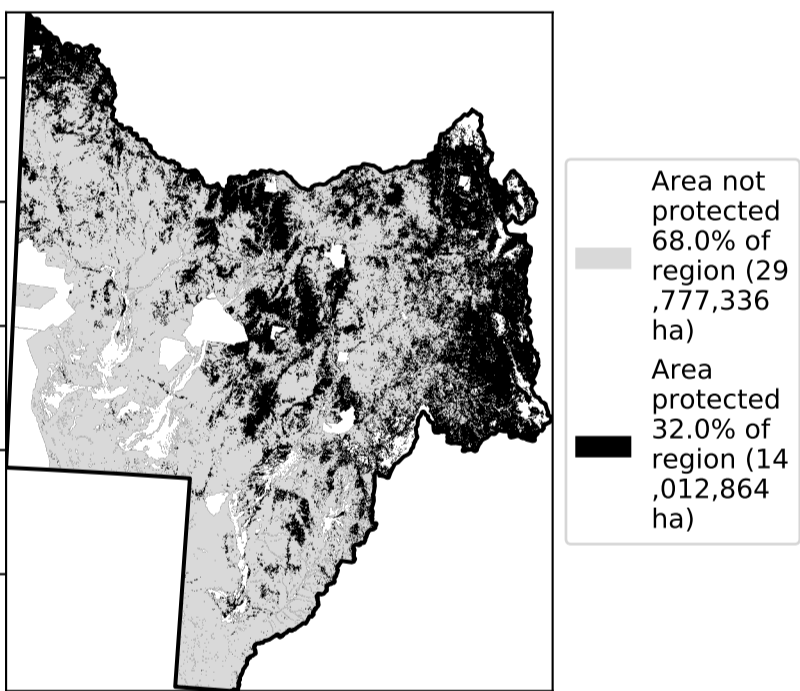 Area not
protected
68.0% of
region (29
,777,336
ha)
Area
protected
32.0% of
region (14
,012,864
ha)